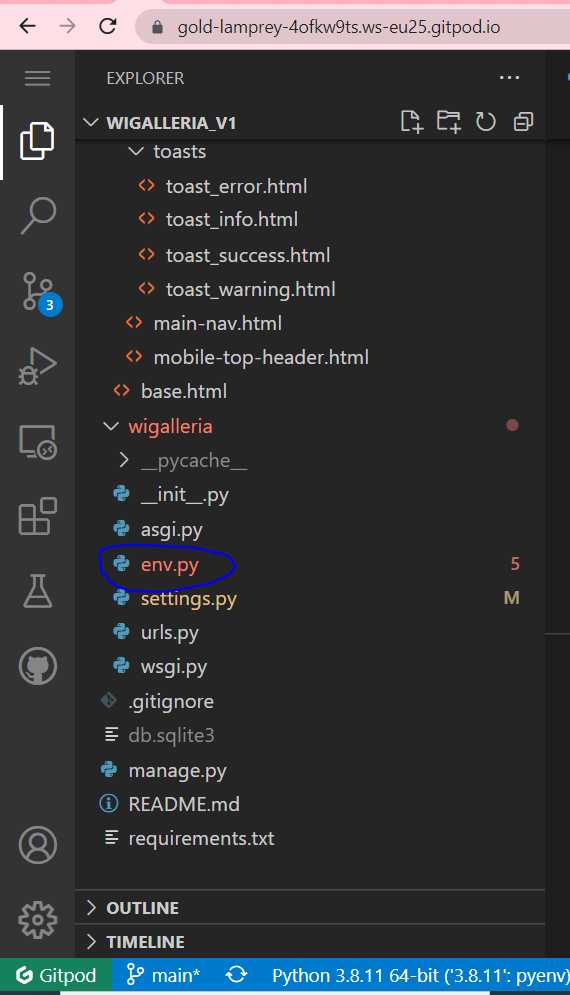 gold-lamprey-4ofkw9ts.ws-eu25.gitpod.io
EXPLORER
WIGALLERIA_V1
toasts
toast_error.html
toast_info.html
toast_success.html
toast_warning.html
main-nav.html
mobile-top-header.html
base.html
wigalleria
__pycache__
__init__.py
asgi.py
env.py 5
settings.py M
urls.py
wsgi.py
.gitignore
db.sqlite3
manage.py
README.md
requirements.txt
3
OUTLINE
TIMELINE
Gitpod main* Python 3.8.11 64-bit ('3.8.11': pyenv)